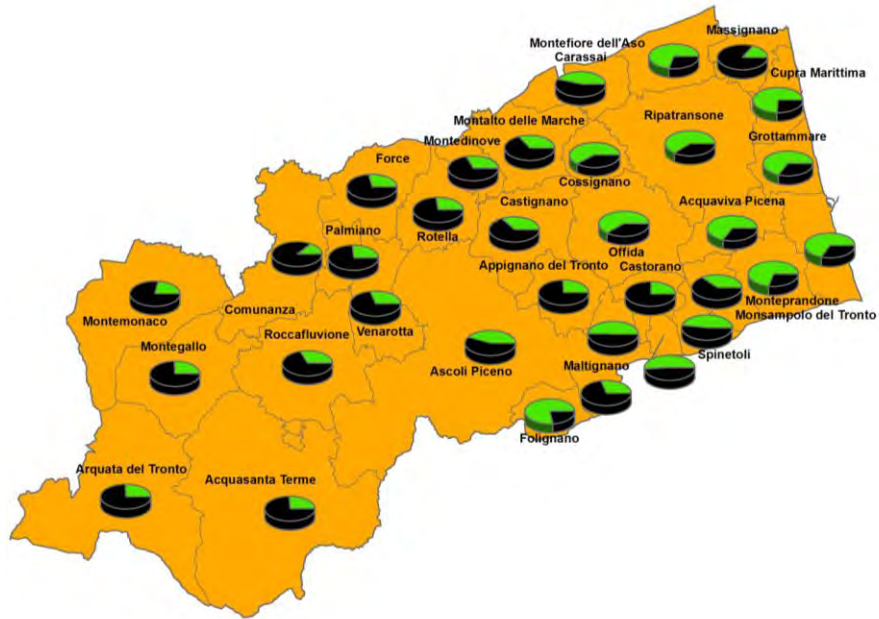 Massignano
Montefiore dell'Aso
Carassai
Cupra Marittima
Montalto delle Marche
Ripatransone
Montedinove
Grottammare
Force
Cossignano
Castignano
Acquaviva Picena
Palmiano
Rotella
Offida
Appignano del Tronto
Castorano
Comunanza
Monteprandone
Montemonaco
Monsampolo del Tronto
Venarotta
Roccafluvione
Montegallo
Spinetoli
Maltignano
Ascoli Piceno
Folignano
Arquata del Tronto
Acquasanta Terme